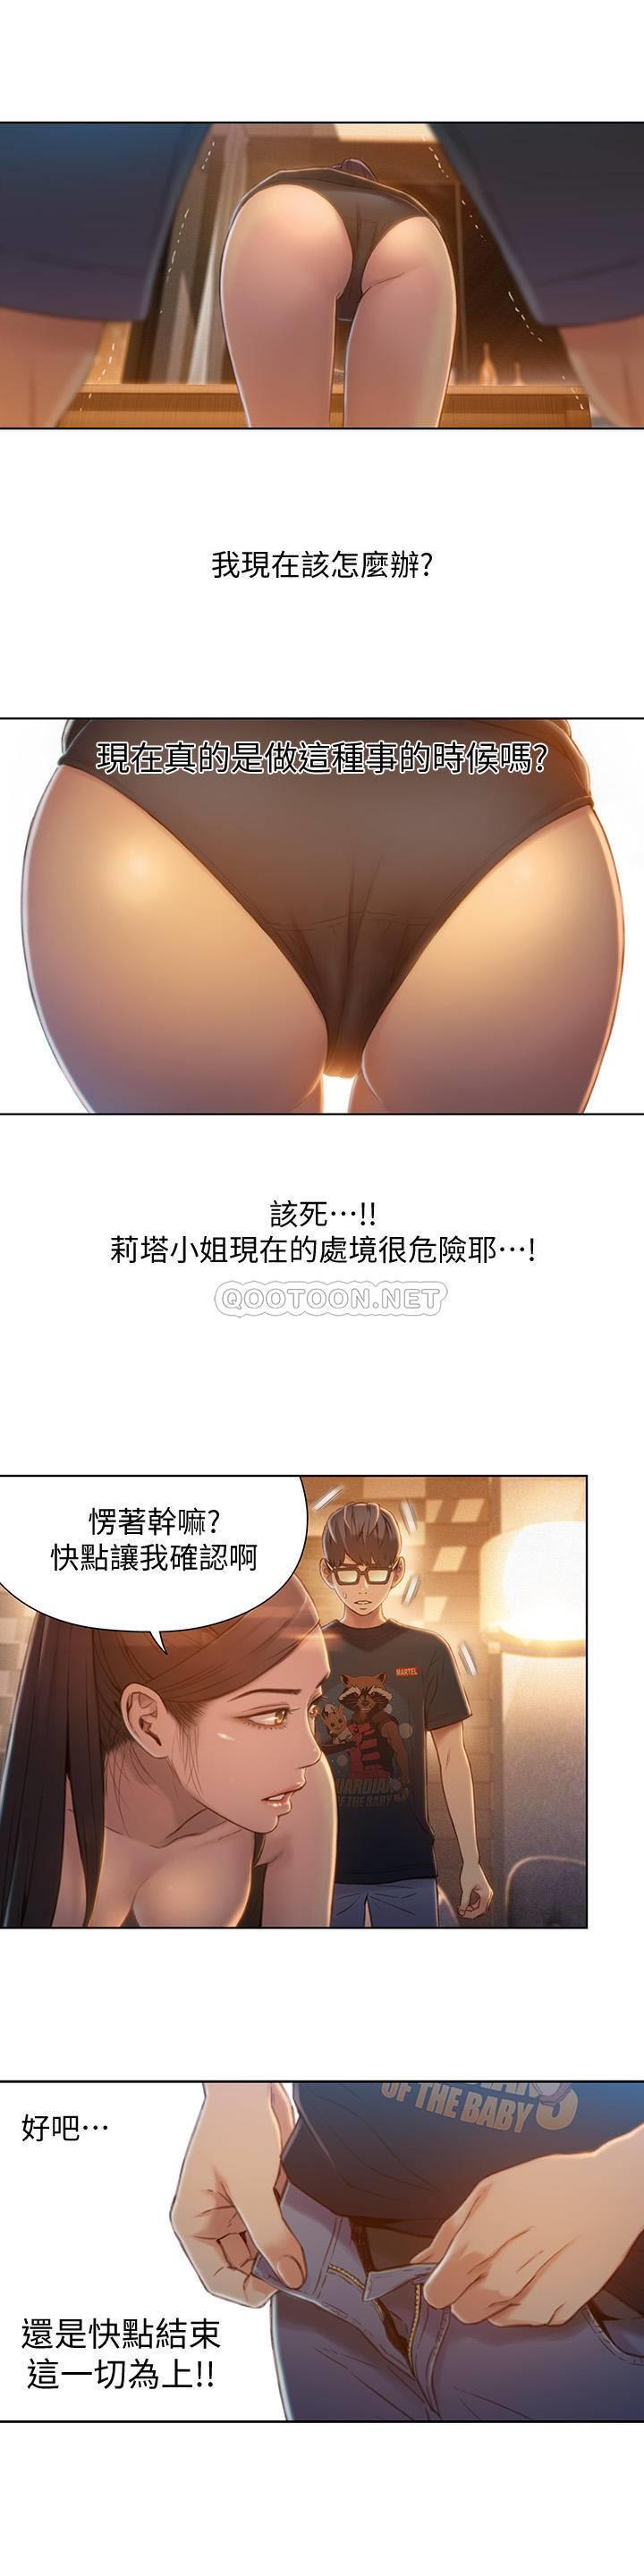 我現在該怎麼辦?
現在真的是做這種事的時候嗎?
該死…!!
莉塔小姐現在的處境很危險耶…!
QOOTOON.NET
愣著幹嘛?
快點讓我確認啊
MARTEL
GUARDIAN
OF THE BABY
OF THE BABY
好吧…
還是快點結束
這一切為上!!